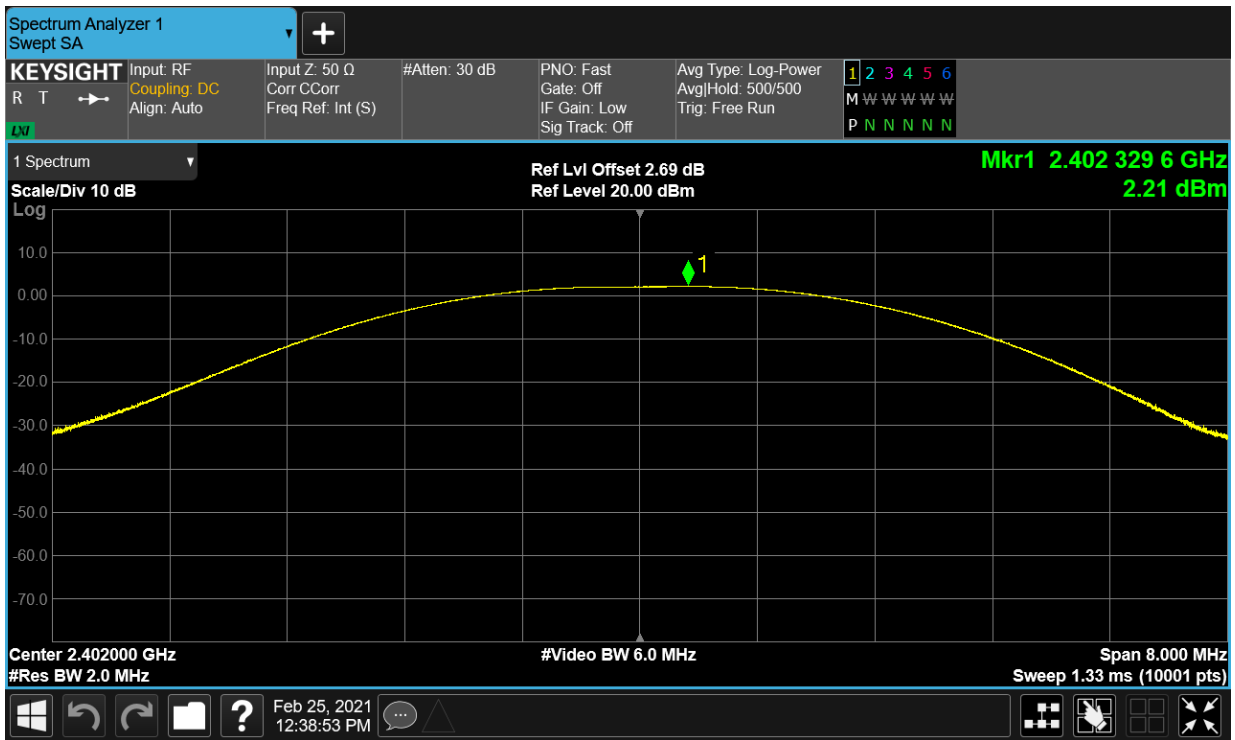 Spectrum Analyzer 1
Swept SA
KEYSIGHT
R T
LXI
Input: RF
Coupling: DC
Align: Auto
Input Z: 50 Ω
Corr CCorr
Freq Ref: Int (S)
#Atten: 30 dB
PNO: Fast
Gate: Off
IF Gain: Low
Sig Track: Off
Avg Type: Log-Power
Avg|Hold: 500/500
Trig: Free Run
1 2 3 4 5 6
M W W W W W
P N N N N N
1 Spectrum
Scale/Div 10 dB
Log
Ref Lvl Offset 2.69 dB
Ref Level 20.00 dBm
Mkr1 2.402 329 6 GHz
2.21 dBm
1
10.0
0.00
-10.0
-20.0
-30.0
-40.0
-50.0
-60.0
-70.0
Center 2.402000 GHz
#Res BW 2.0 MHz
#Video BW 6.0 MHz
Span 8.000 MHz
Sweep 1.33 ms (10001 pts)
?
Feb 25, 2021
12:38:53 PM